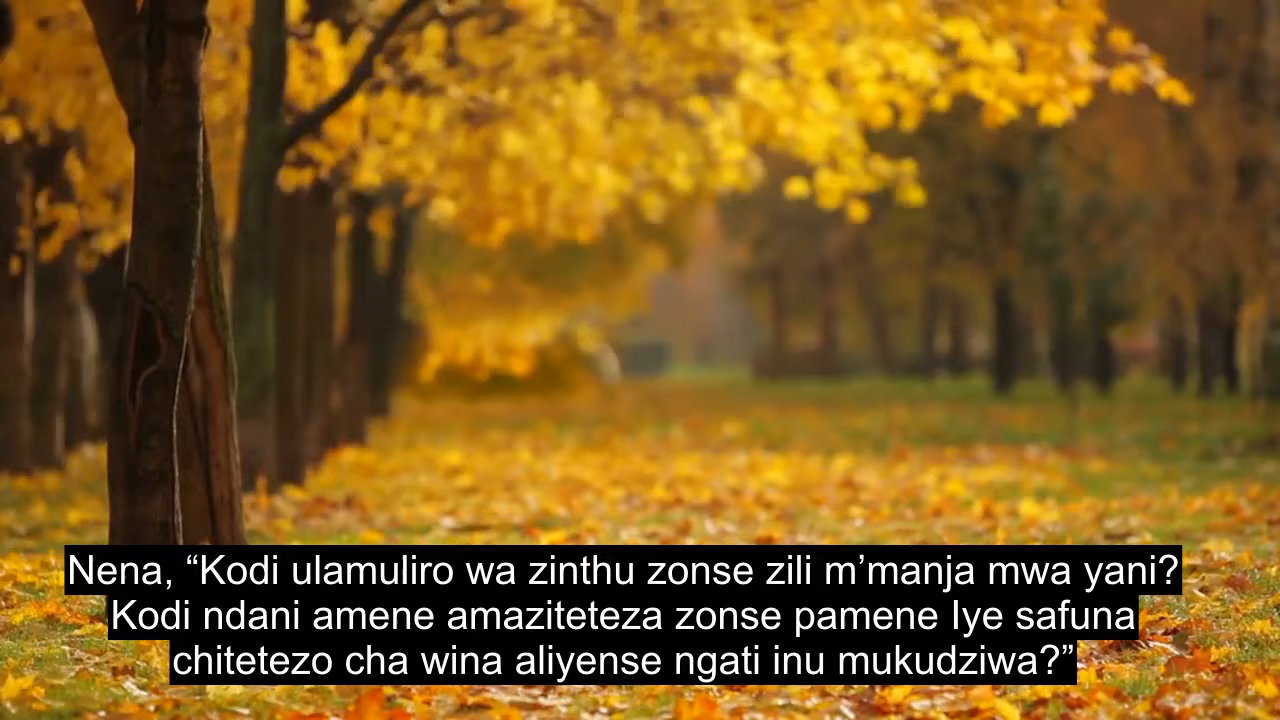 Nena, “Kodi ulamuliro wa zinthu zonse zili m’manja mwa yani?
Kodi ndani amene amaziteteza zonse pamene Iye safuna
chitetezo cha wina aliyense ngati inu mukudziwa?”